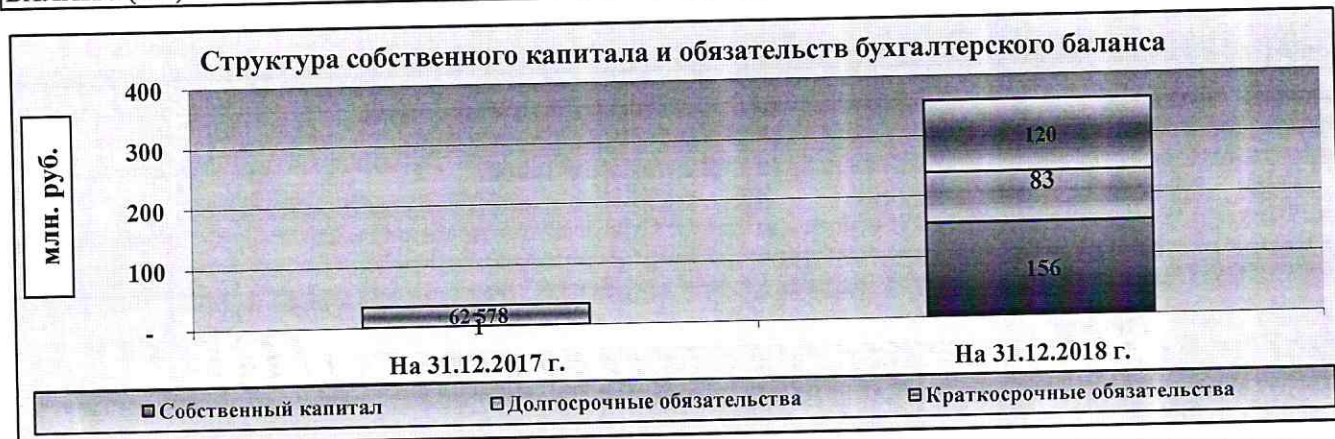 Структура собственного капитала и обязательств бухгалтерского баланса
млн. руб.
400
300
200
100
-
62 578
1
120
83
156
На 31.12.2017 г.
На 31.12.2018 г.
Собственный капитал
Долгосрочные обязательства
Краткосрочные обязательства